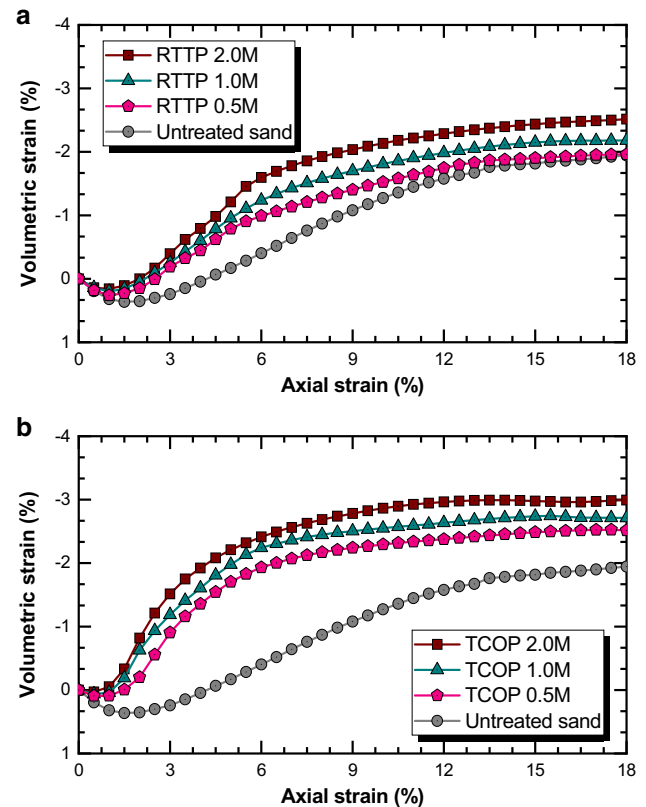 a
-4
-3
-2
-1
0
1
Volumetric strain (%)
RTTP 2.0M
RTTP 1.0M
RTTP 0.5M
Untreated sand
0 3 6 9 12 15 18
Axial strain (%)
b
-4
-3
-2
-1
0
1
Volumetric strain (%)
TCOP 2.0M
TCOP 1.0M
TCOP 0.5M
Untreated sand
0 3 6 9 12 15 18
Axial strain (%)